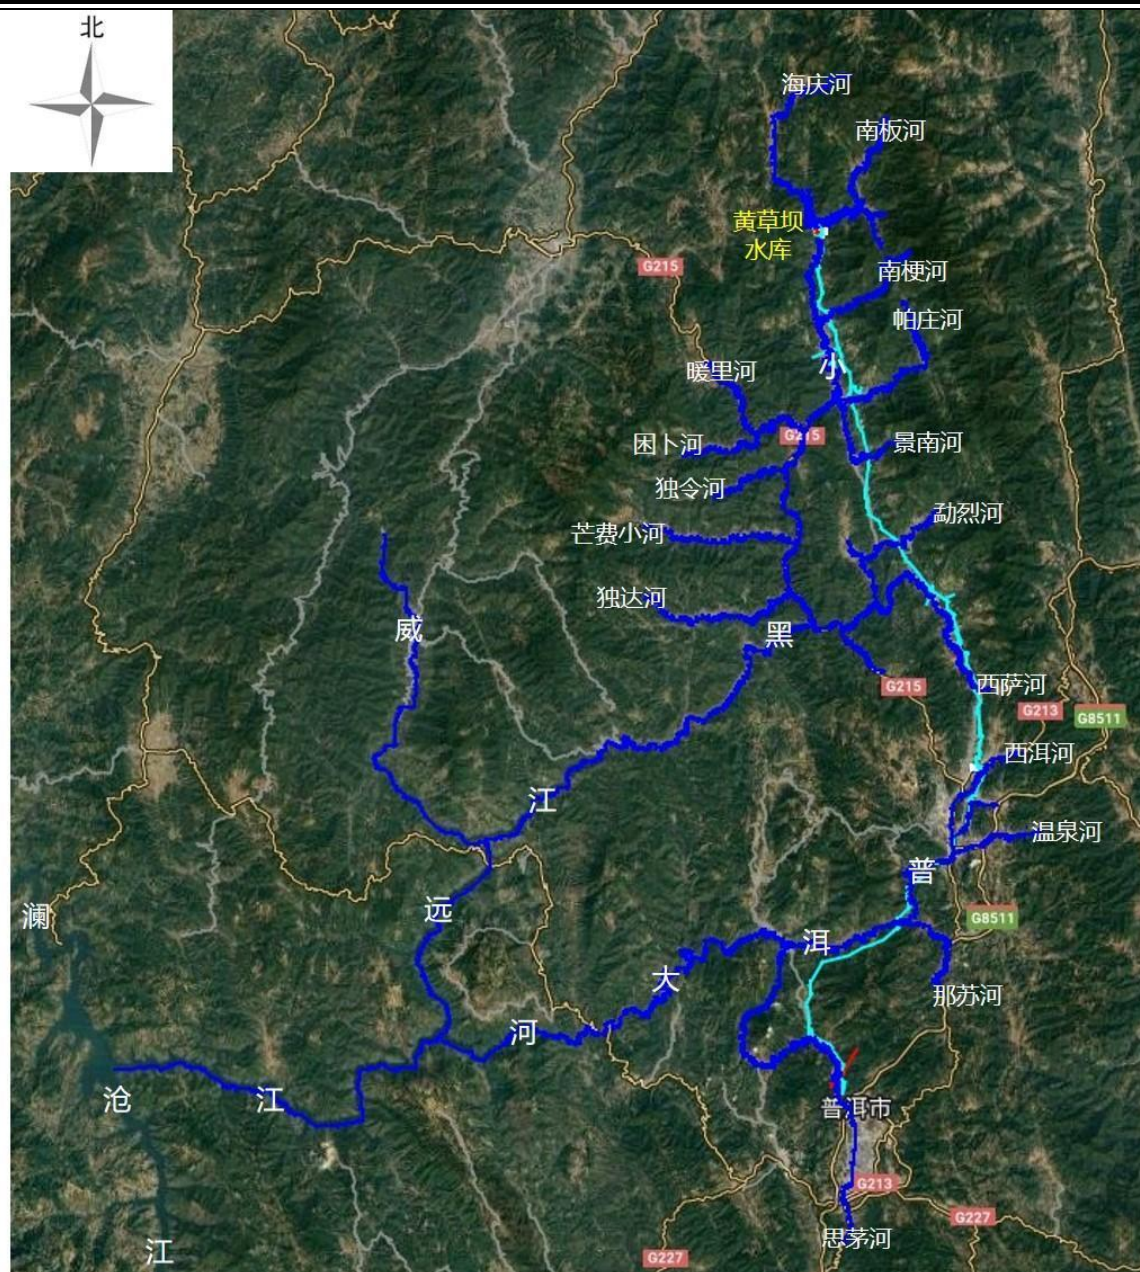 北
海庆河
南板河
黄草坝
水库
G215
南梗河
帕庄河
小
暖里河
G215
困卜河
景南河
独令河
勐烈河
芒费小河
独达河
威
黑
西萨河
G215
G213
G8511
西洱河
江
温泉河
普
远
澜
G8511
洱
大
那苏河
河
沧
江
普洱市
G213
G227
思茅河
江
G227